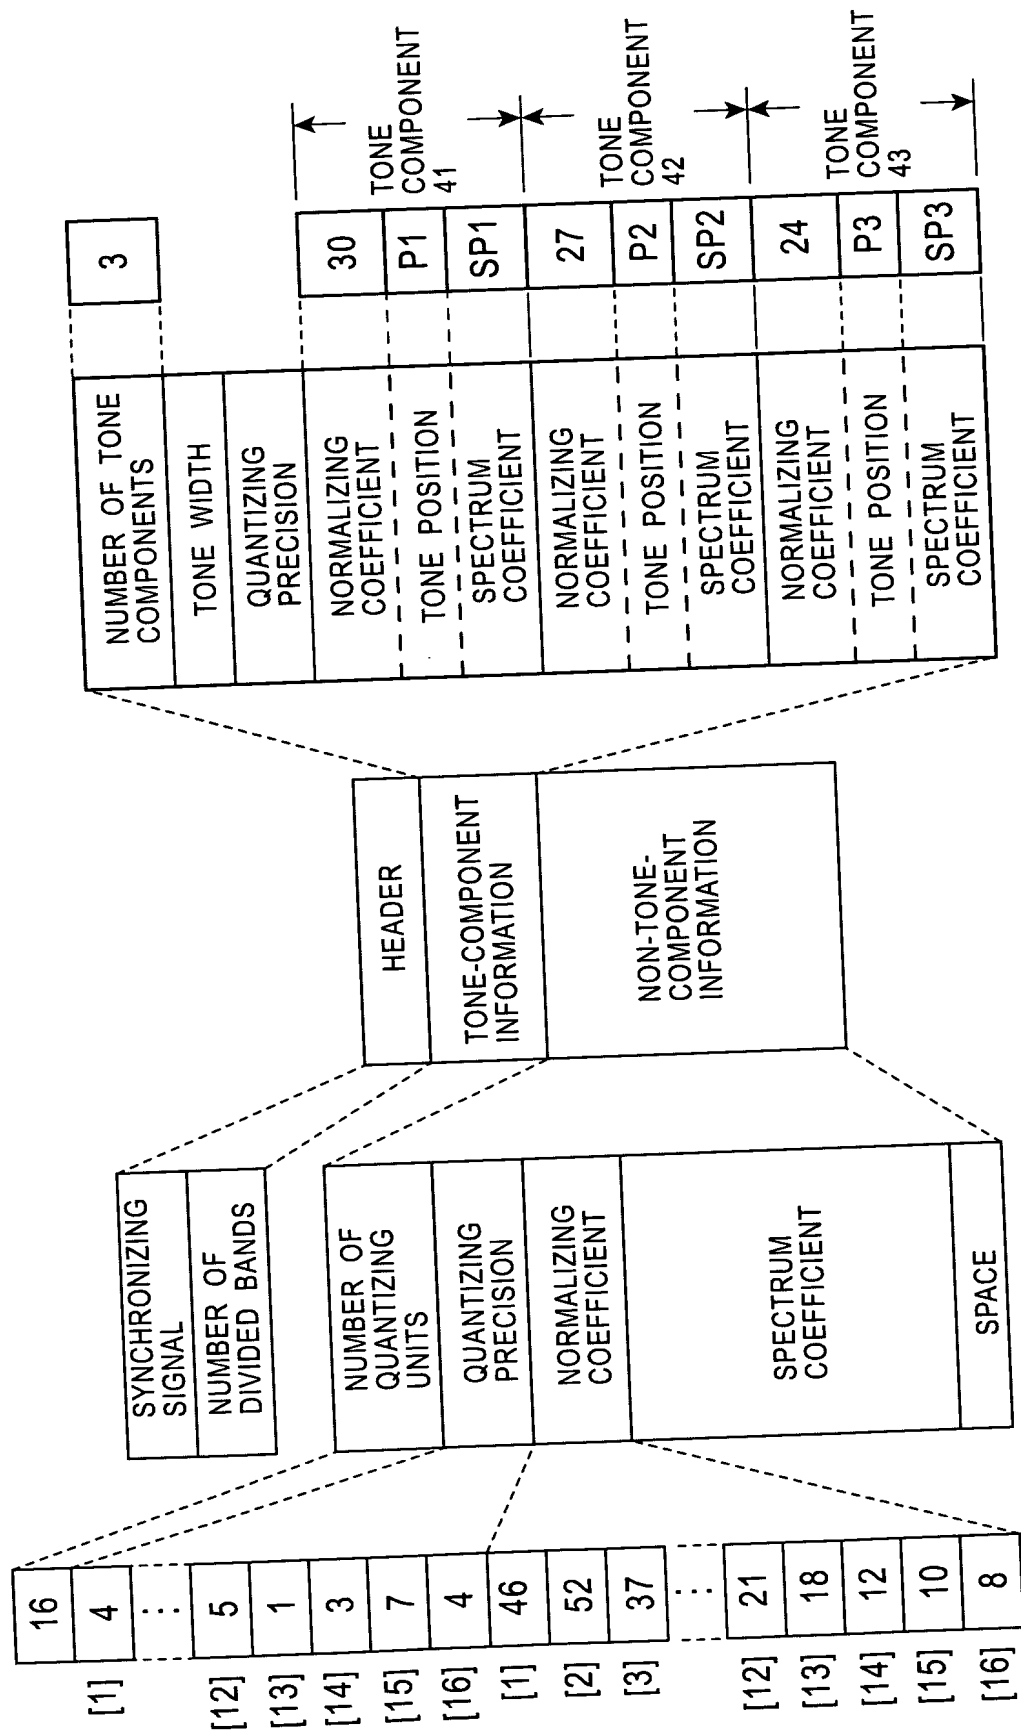 16
[1] 4
[12] 5
[13] 1
[14] 3
[15] 7
[16] 4
[1] 46
[2] 52
[3] 37
[12] 21
[13] 18
[14] 12
[15] 10
[16] 8
SYNCHRONIZING
SIGNAL
NUMBER OF
DIVIDED BANDS
NUMBER OF
QUANTIZING
UNITS
QUANTIZING
PRECISION
NORMALIZING
COEFFICIENT
SPECTRUM
COEFFICIENT
SPACE
HEADER
TONE-COMPONENT
INFORMATION
NON-TONE-
COMPONENT
INFORMATION
NUMBER OF TONE
COMPONENTS
TONE WIDTH
QUANTIZING
PRECISION
NORMALIZING
COEFFICIENT
TONE POSITION
SPECTRUM
COEFFICIENT
NORMALIZING
COEFFICIENT
TONE POSITION
SPECTRUM
COEFFICIENT
NORMALIZING
COEFFICIENT
TONE POSITION
SPECTRUM
COEFFICIENT
3
30
P1
SP1
27
P2
SP2
24
P3
SP3
TONE
COMPONENT
41
TONE
COMPONENT
42
TONE
COMPONENT
43